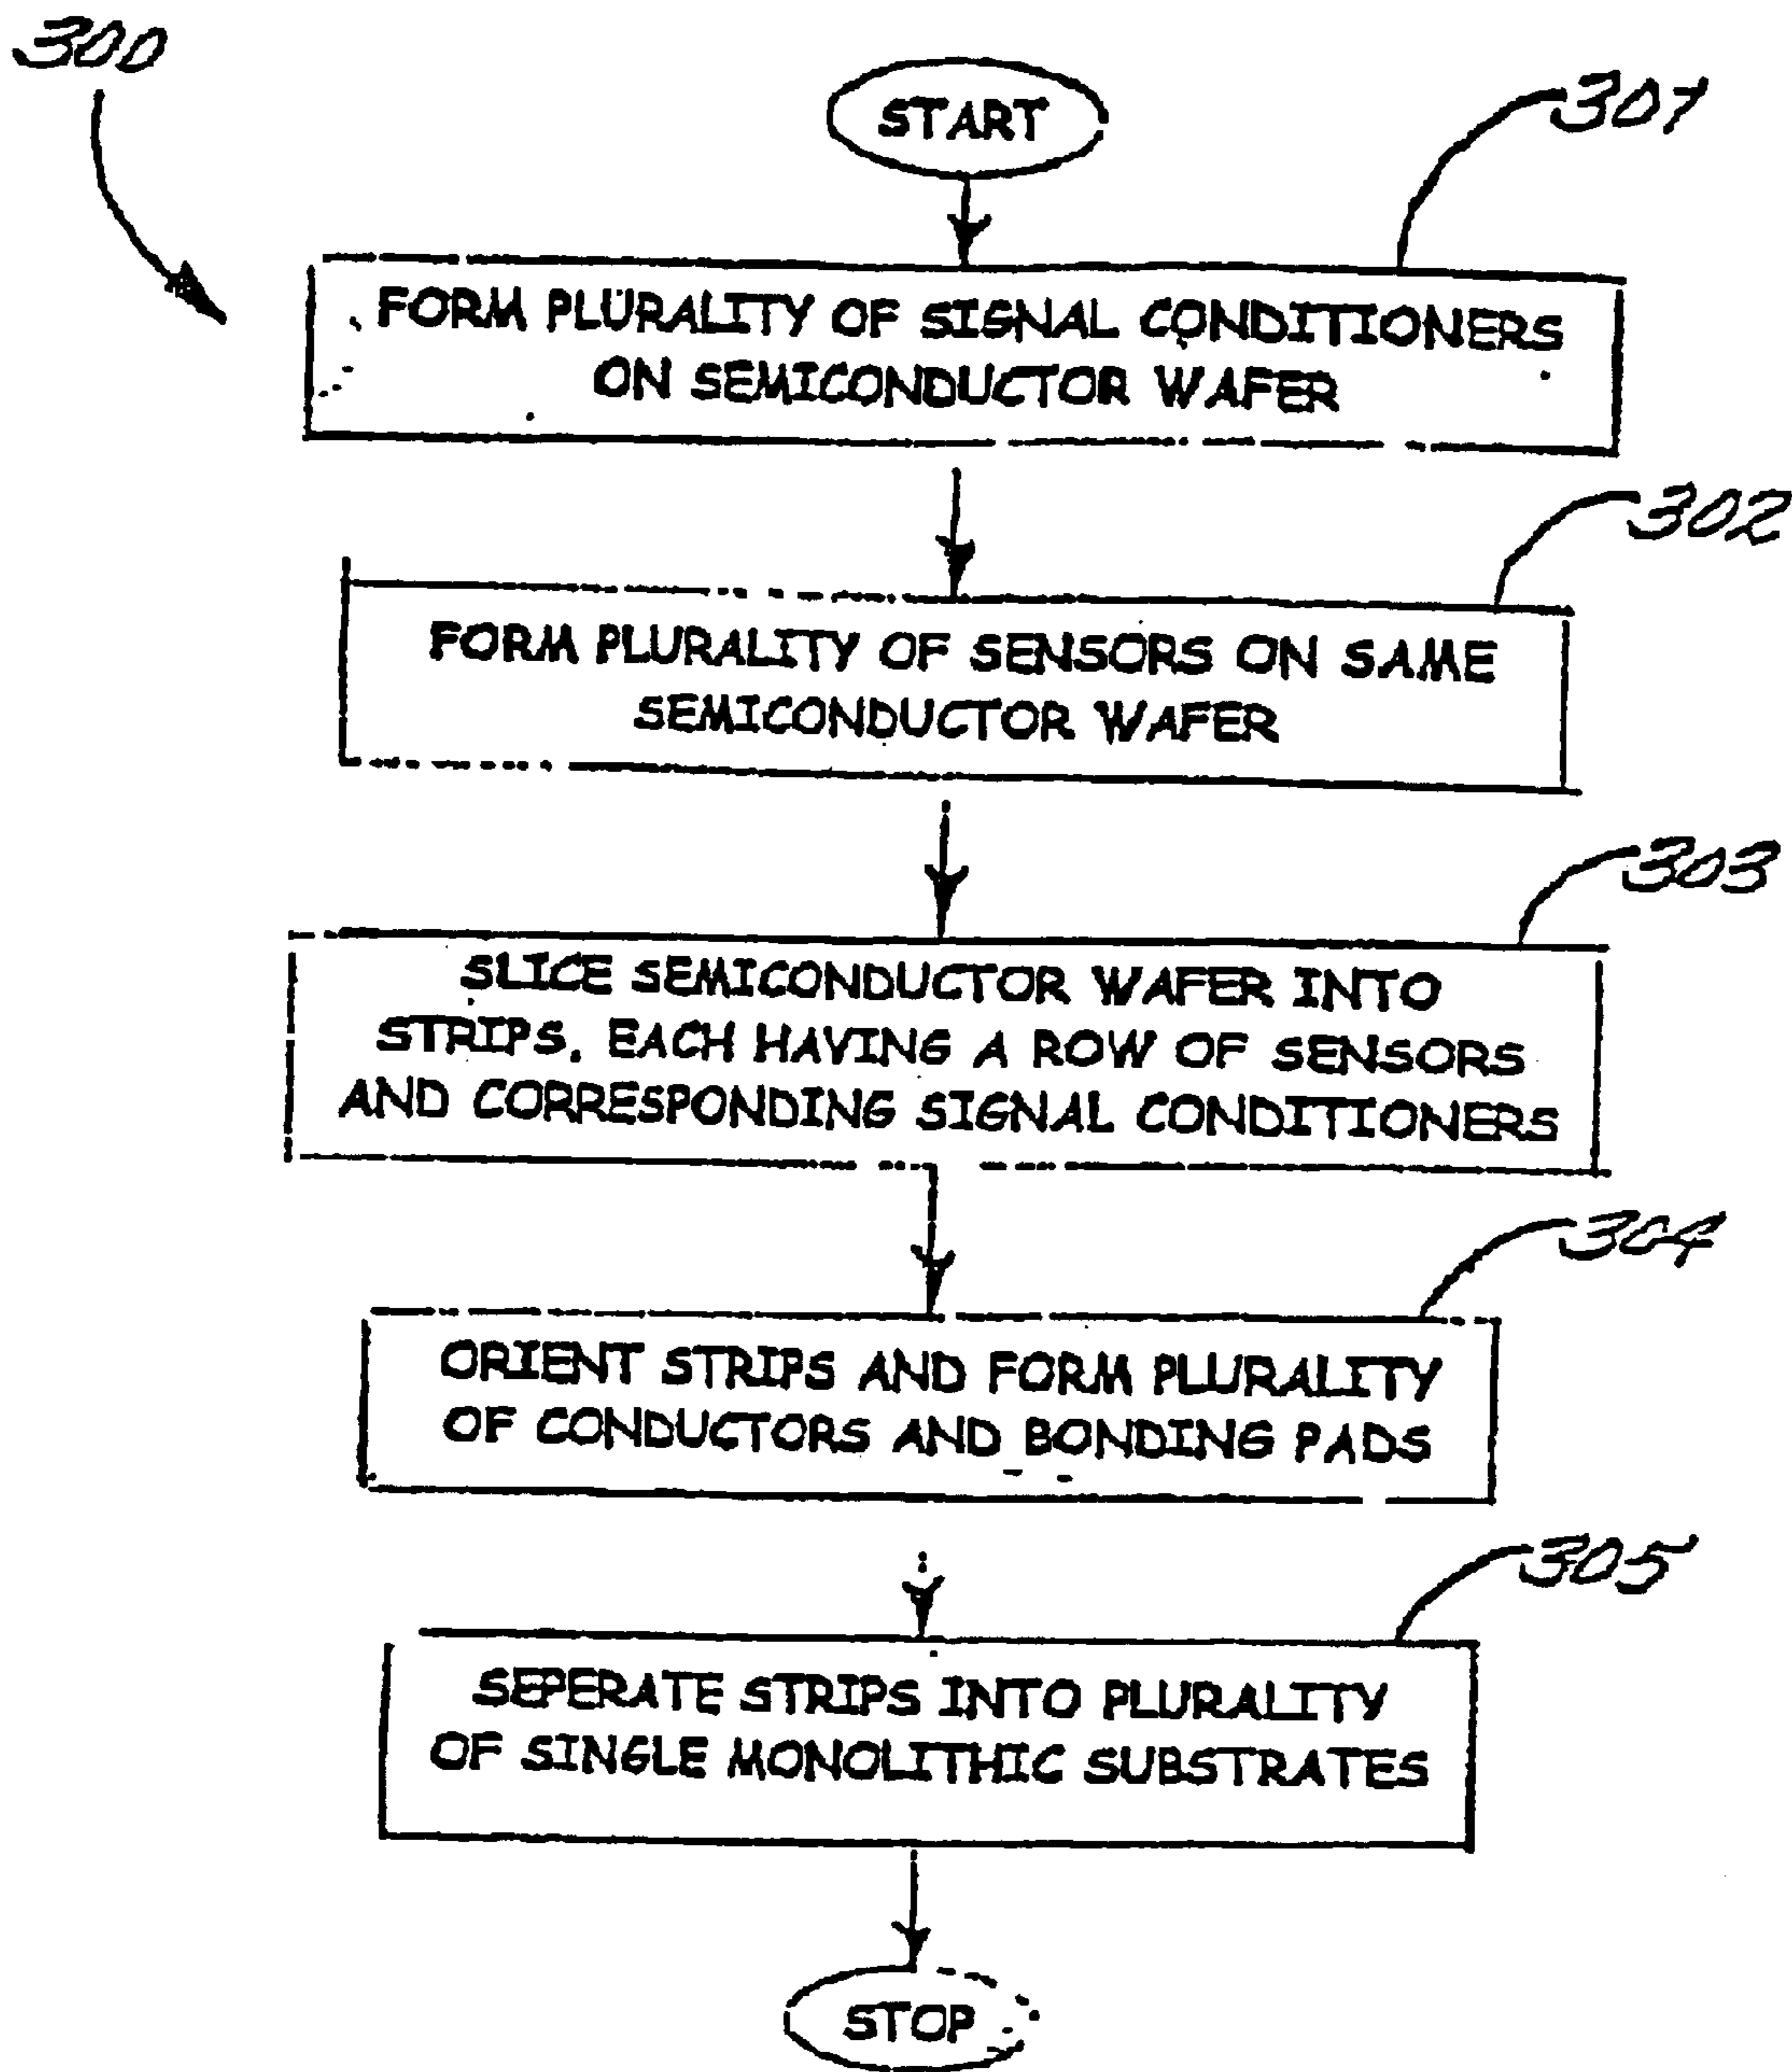 300
START
301
FORM PLURALITY OF SIGNAL CONDITIONERS
ON SEMICONDUCTOR WAFER
302
FORM PLURALITY OF SENSORS ON SAME
SEMICONDUCTOR WAFER
303
SLICE SEMICONDUCTOR WAFER INTO
STRIPS. EACH HAVING A ROW OF SENSORS
AND CORRESPONDING SIGNAL CONDITIONERS
304
ORIENT STRIPS AND FORM PLURALITY
OF CONDUCTORS AND BONDING PADS
305
SEPERATE STRIPS INTO PLURALITY
OF SINGLE MONOLITHIC SUBSTRATES
STOP